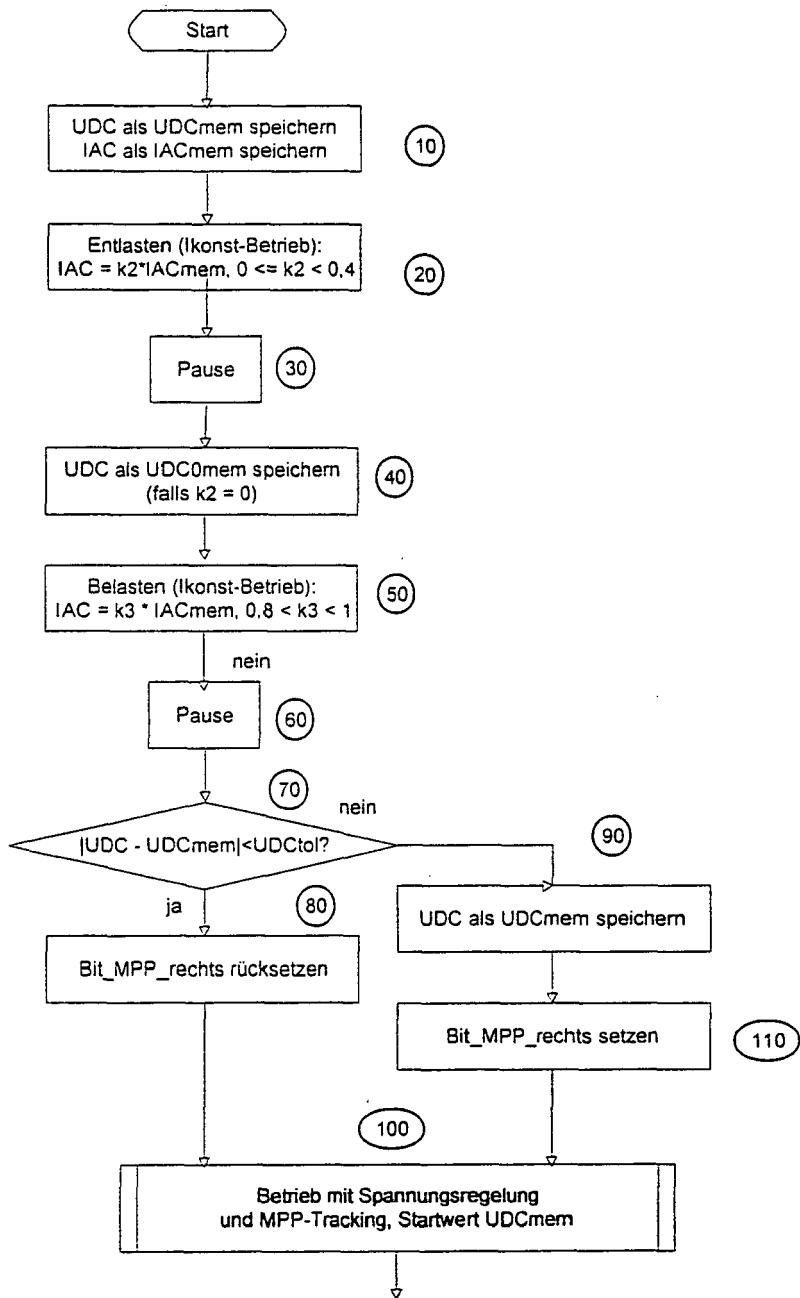 Start
UDC als UDCmem speichern
IAC als IACmem speichern
10
Entlasten (Ikonst-Betrieb):
IAC = k2*IACmem, 0 <= k2 < 0,4
20
Pause
30
UDC als UDC0mem speichern
(falls k2 = 0)
40
Belasten (Ikonst-Betrieb):
IAC = k3 * IACmem, 0,8 < k3 < 1
50
nein
Pause
60
70
nein
|UDC - UDCmem|<UDCtol?
90
ja
80
UDC als UDCmem speichern
Bit_MPP_rechts rücksetzen
Bit_MPP_rechts setzen
110
100
Betrieb mit Spannungsregelung
und MPP-Tracking, Startwert UDCmem